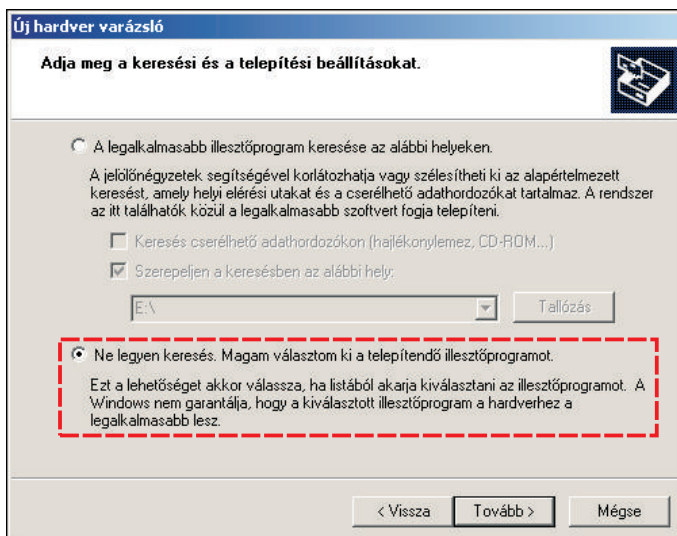 Új hardver varázsló
Adja meg a keresési és a telepítési beállításokat.
A legalkalmasabb illesztőprogram keresése az alábbi helyeken.
A jelölőnégyzetek segítségével korlátozhatja vagy szélesítheti ki az alapértelmezett
keresést, amely helyi elérési utakat és a cserélhető adathordozókat tartalmaz. A rendszer
az itt találhatók közül a legalkalmasabb szoftvert fogja telepíteni.
Keresés cserélhető adathordozókon (hajlékonylemez, CD-ROM...)
Szerepeljen a keresésben az alábbi hely:
E:\ Tallózás
Ne legyen keresés. Magam választom ki a telepítendő illesztőprogramot.
Ezt a lehetőséget akkor válassza, ha listából akarja kiválasztani az illesztőprogramot. A
Windows nem garantálja, hogy a kiválasztott illesztőprogram a hardverhez a
legalkalmasabb lesz.
< Vissza Tovább > Mégse